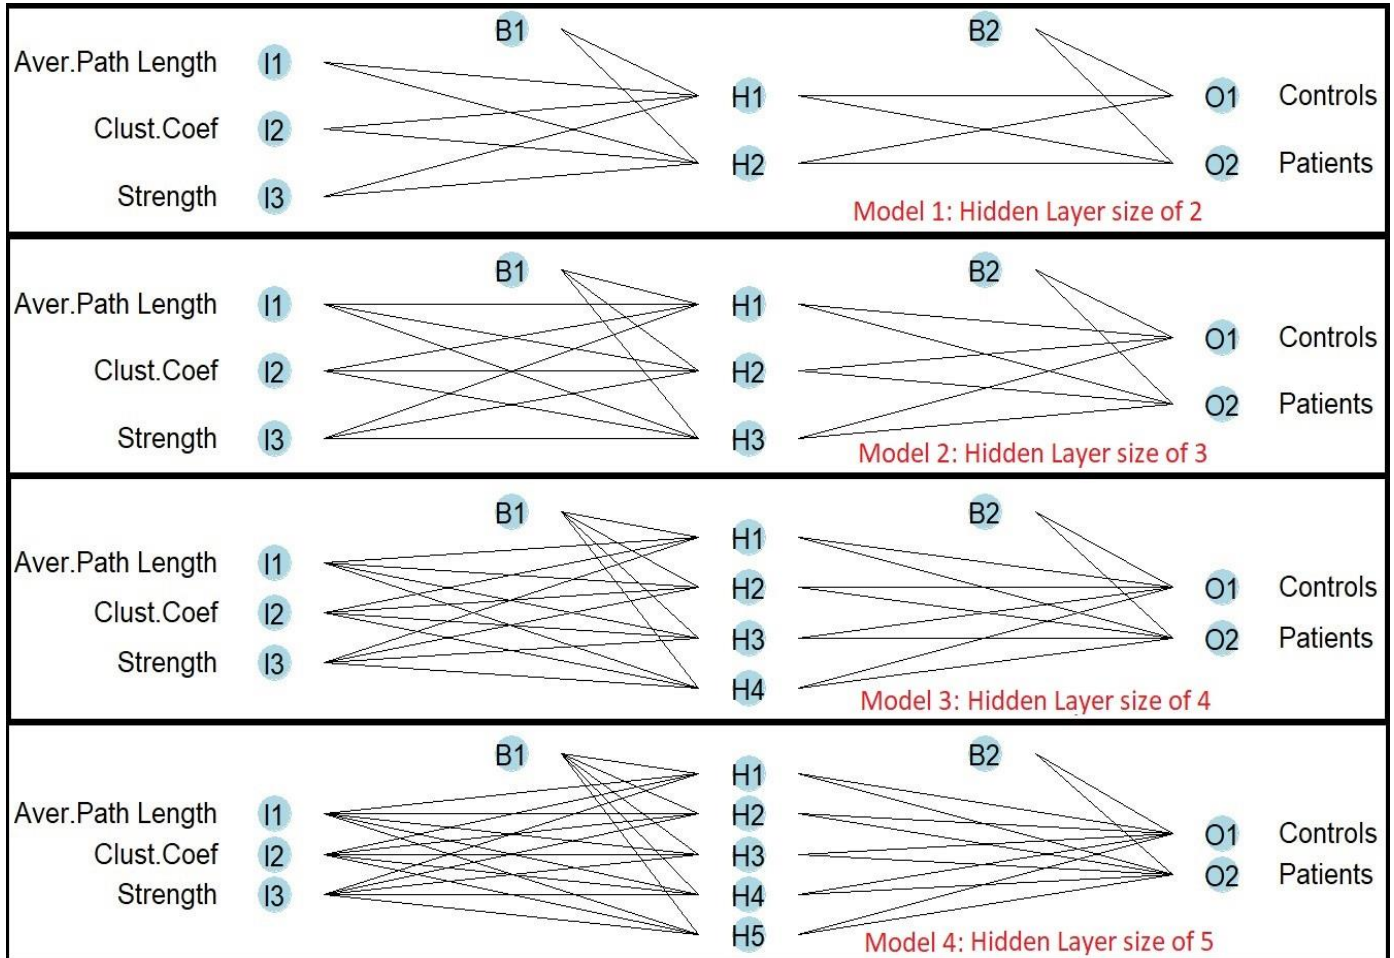 B1 B2
Aver.Path Length I1
H1 O1 Controls
Clust.Coef I2
H2 O2 Patients
Strength I3
Model 1: Hidden Layer size of 2
B1 B2
Aver.Path Length I1 H1
O1 Controls
Clust.Coef I2 H2
O2 Patients
Strength I3 H3
Model 2: Hidden Layer size of 3
B1 B2
H1
Aver.Path Length I1
H2 O1 Controls
Clust.Coef I2
H3 O2 Patients
Strength I3
H4
Model 3: Hidden Layer size of 4
B1 B2
H1
Aver.Path Length I1 H2
O1 Controls
Clust.Coef I2 H3
O2 Patients
Strength I3 H4
H5
Model 4: Hidden Layer size of 5